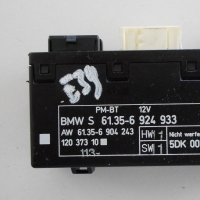 E39
PM-BT 12V
BMW S 61.35-6 924 933
AW 61.35-6 904 243 HW 1 Nicht werfa
120 373 10 SW 1 5DK 00
113-